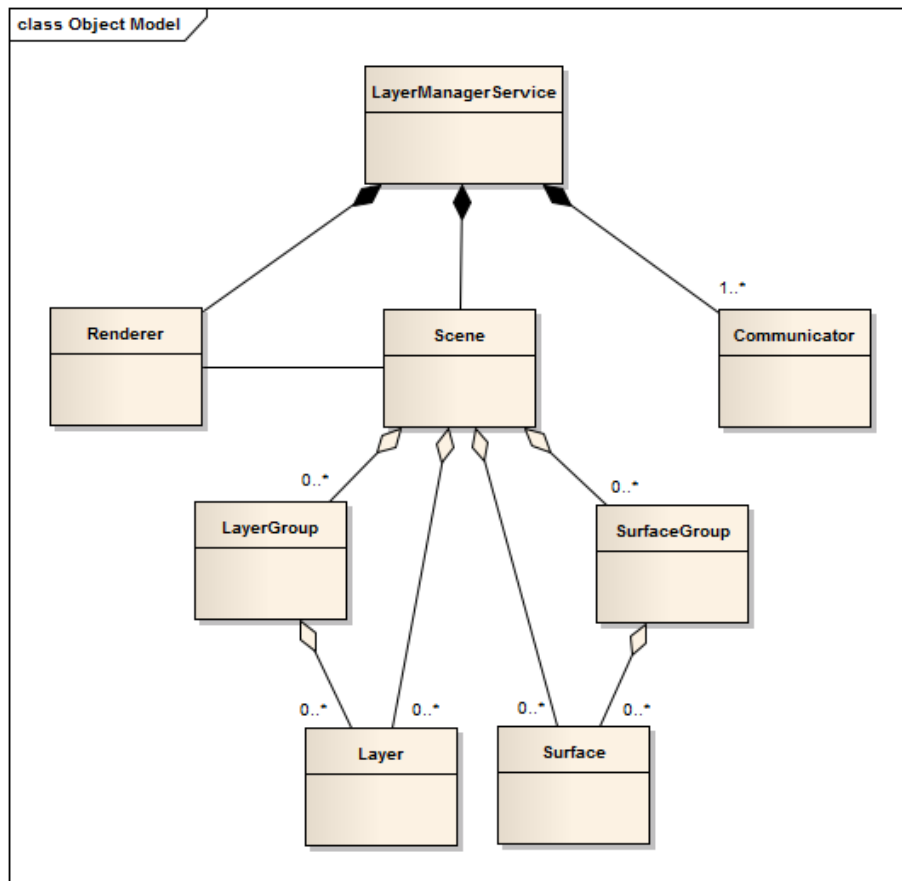 class Object Model
LayerManagerService
1..*
Renderer
Scene
Communicator
0..*
0..*
LayerGroup
SurfaceGroup
0..*
0..*
0..*
0..*
Layer
Surface